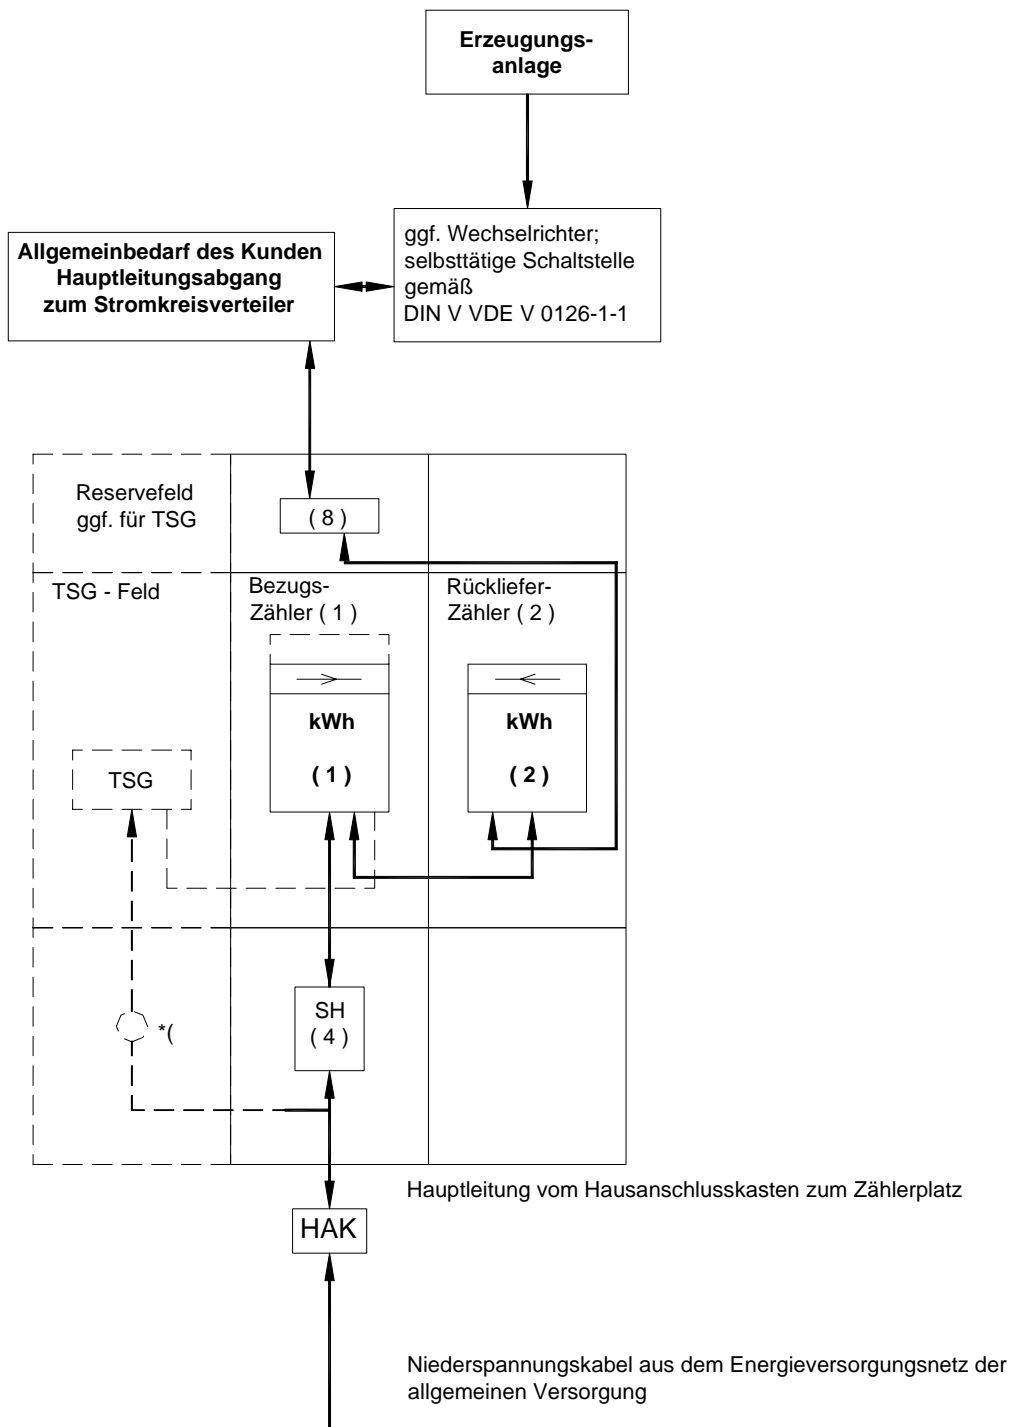 Erzeugungs-
anlage
ggf. Wechselrichter;
selbsttätige Schaltstelle
gemäß
DIN V VDE V 0126-1-1
Allgemeinbedarf des Kunden
Hauptleitungsabgang
zum Stromkreisverteiler
Reservefeld
ggf. für TSG
( 8 )
TSG - Feld
Bezugs-
Zähler ( 1 )
Rückliefer-
Zähler ( 2 )
kWh
( 1 )
kWh
( 2 )
TSG
SH
( 4 )
*(
Hauptleitung vom Hausanschlusskasten zum Zählerplatz
HAK
Niederspannungskabel aus dem Energieversorgungsnetz der
allgemeinen Versorgung